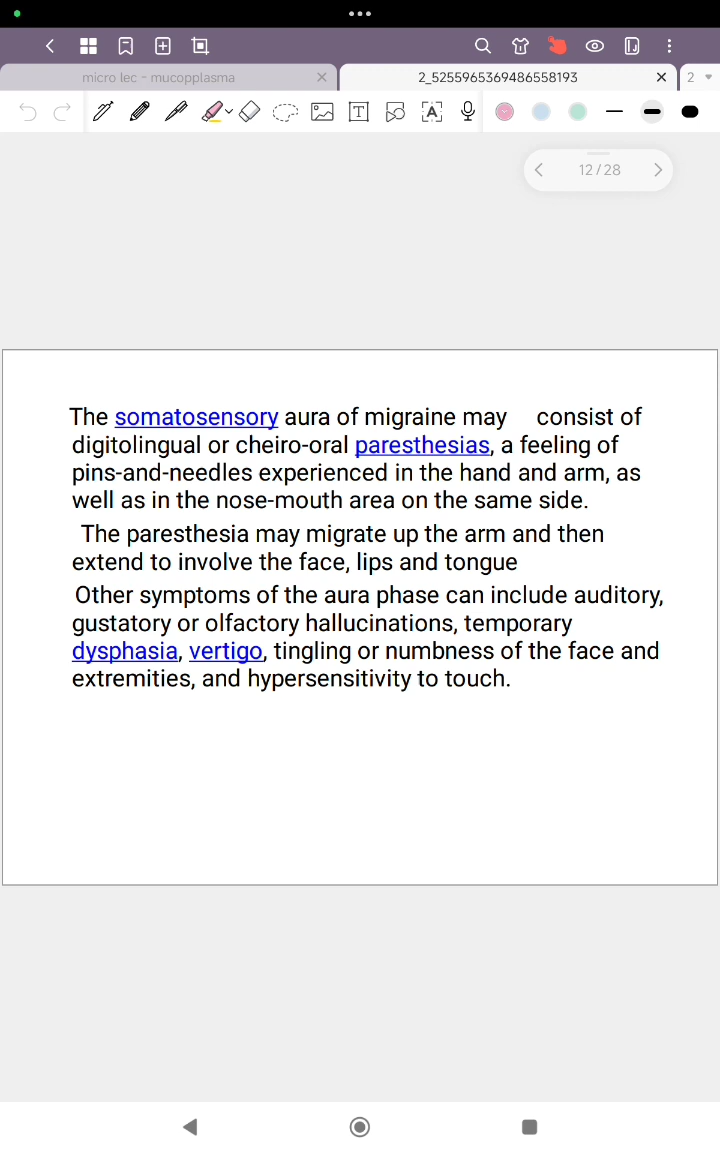 micro lec - mucopplasma
2_5255965369486558193
2
12/28
The somatosensory aura of migraine may consist of
digitolingual or cheiro-oral paresthesias, a feeling of
pins-and-needles experienced in the hand and arm, as
well as in the nose-mouth area on the same side.
The paresthesia may migrate up the arm and then
extend to involve the face, lips and tongue
Other symptoms of the aura phase can include auditory,
gustatory or olfactory hallucinations, temporary
dysphasia, vertigo, tingling or numbness of the face and
extremities, and hypersensitivity to touch.